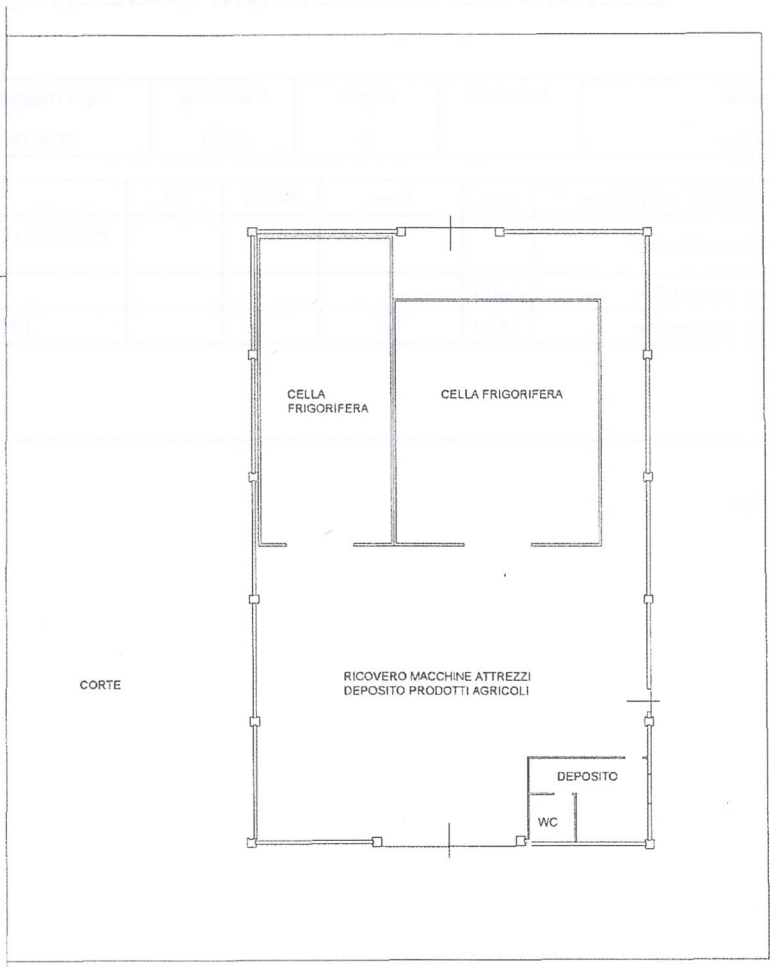 CELLA
FRIGORIFERA
CELLA FRIGORIFERA
CORTE
RICOVERO MACCHINE ATTREZZI
DEPOSITO PRODOTTI AGRICOLI
DEPOSITO
WC